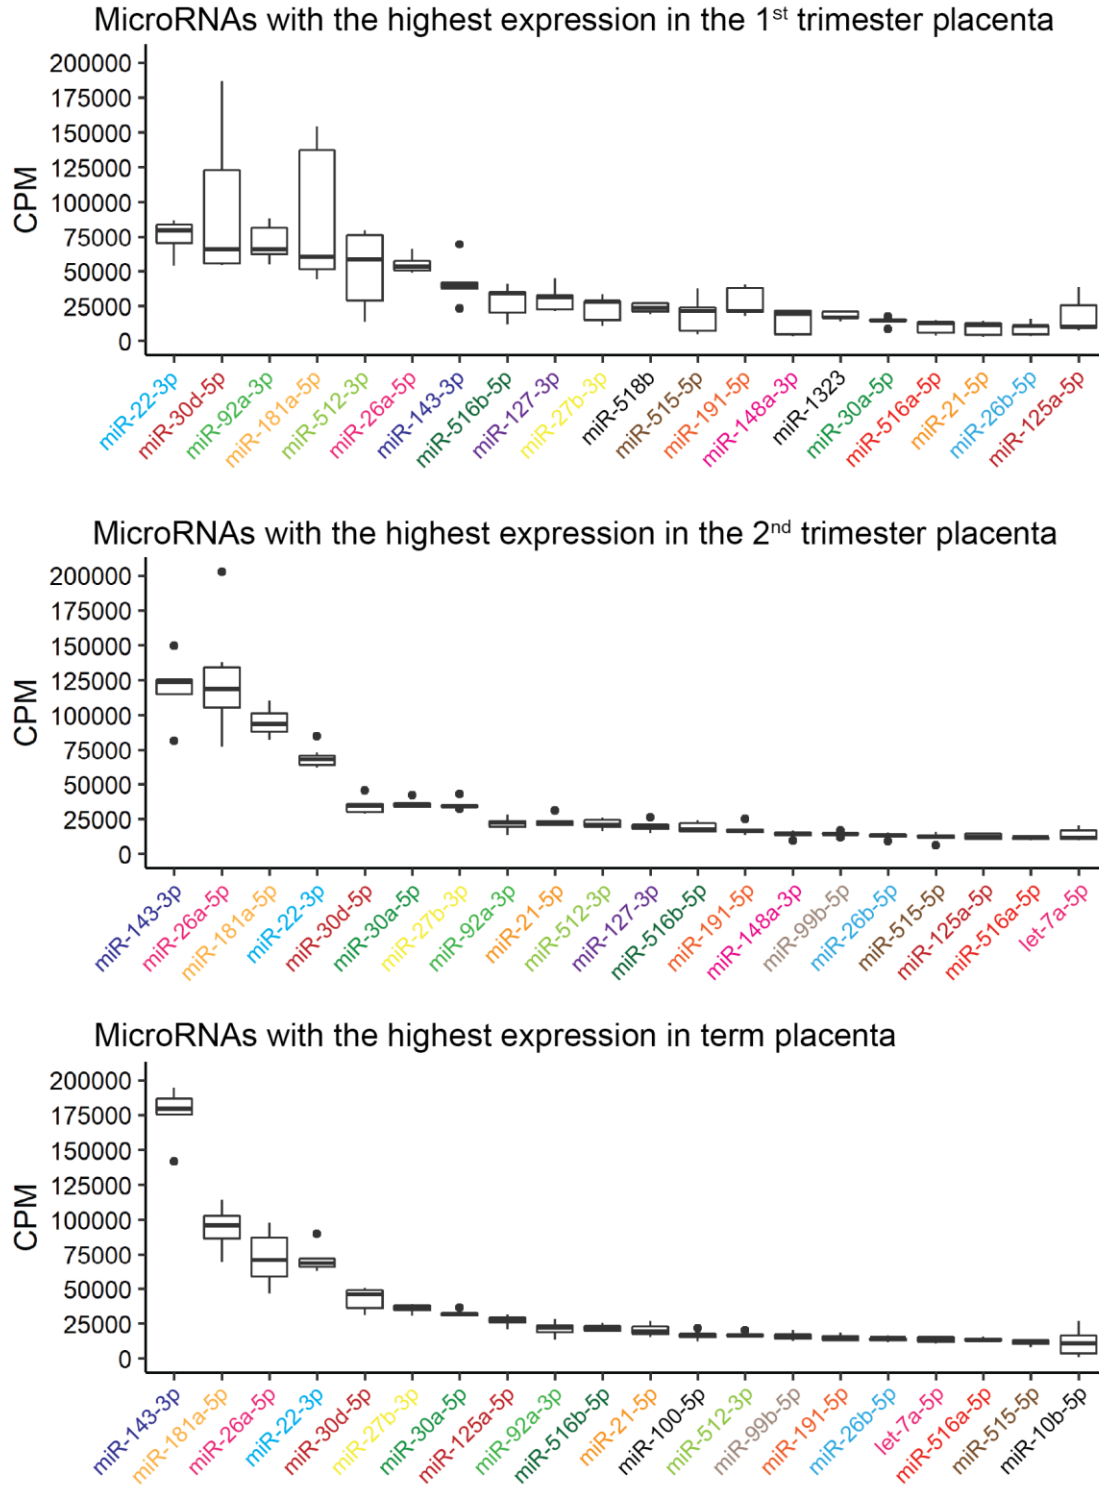 MicroRNAs with the highest expression in the 1st trimester placenta
CPM
200000
175000
150000
125000
100000
75000
50000
25000
0
miR-22-3p
miR-30d-5p
miR-92a-3p
miR-181a-5p
miR-512-3p
miR-26a-5p
miR-143-3p
miR-516b-5p
miR-127-3p
miR-27b-3p
miR-518b
miR-515-5p
miR-191-5p
miR-148a-3p
miR-1323
miR-30a-5p
miR-516a-5p
miR-21-5p
miR-26b-5p
miR-125a-5p
MicroRNAs with the highest expression in the 2nd trimester placenta
CPM
200000
175000
150000
125000
100000
75000
50000
25000
0
miR-143-3p
miR-26a-5p
miR-181a-5p
miR-22-3p
miR-30d-5p
miR-30a-5p
miR-27b-3p
miR-92a-3p
miR-21-5p
miR-512-3p
miR-127-3p
miR-516b-5p
miR-191-5p
miR-148a-3p
miR-99b-5p
miR-26b-5p
miR-515-5p
miR-125a-5p
miR-516a-5p
let-7a-5p
MicroRNAs with the highest expression in term placenta
CPM
200000
175000
150000
125000
100000
75000
50000
25000
0
miR-143-3p
miR-181a-5p
miR-26a-5p
miR-22-3p
miR-30d-5p
miR-27b-3p
miR-30a-5p
miR-125a-5p
miR-92a-3p
miR-516b-5p
miR-21-5p
miR-100-5p
miR-512-3p
miR-99b-5p
miR-191-5p
miR-26b-5p
let-7a-5p
miR-516a-5p
miR-515-5p
miR-10b-5p